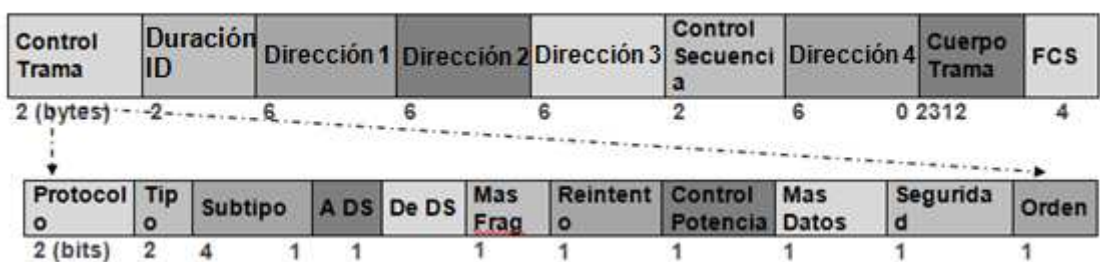 Control Trama Duración ID Dirección 1 Dirección 2 Dirección 3 Control Secuencia Dirección 4 Cuerpo Trama FCS
2 (bytes) 2 6 6 6 2 6 0 2312 4
Protocolo Tipo Subtipo A DS De DS Mas Frag Reintento Control Potencia Mas Datos Seguridad Orden
2 (bits) 2 4 1 1 1 1 1 1 1 1